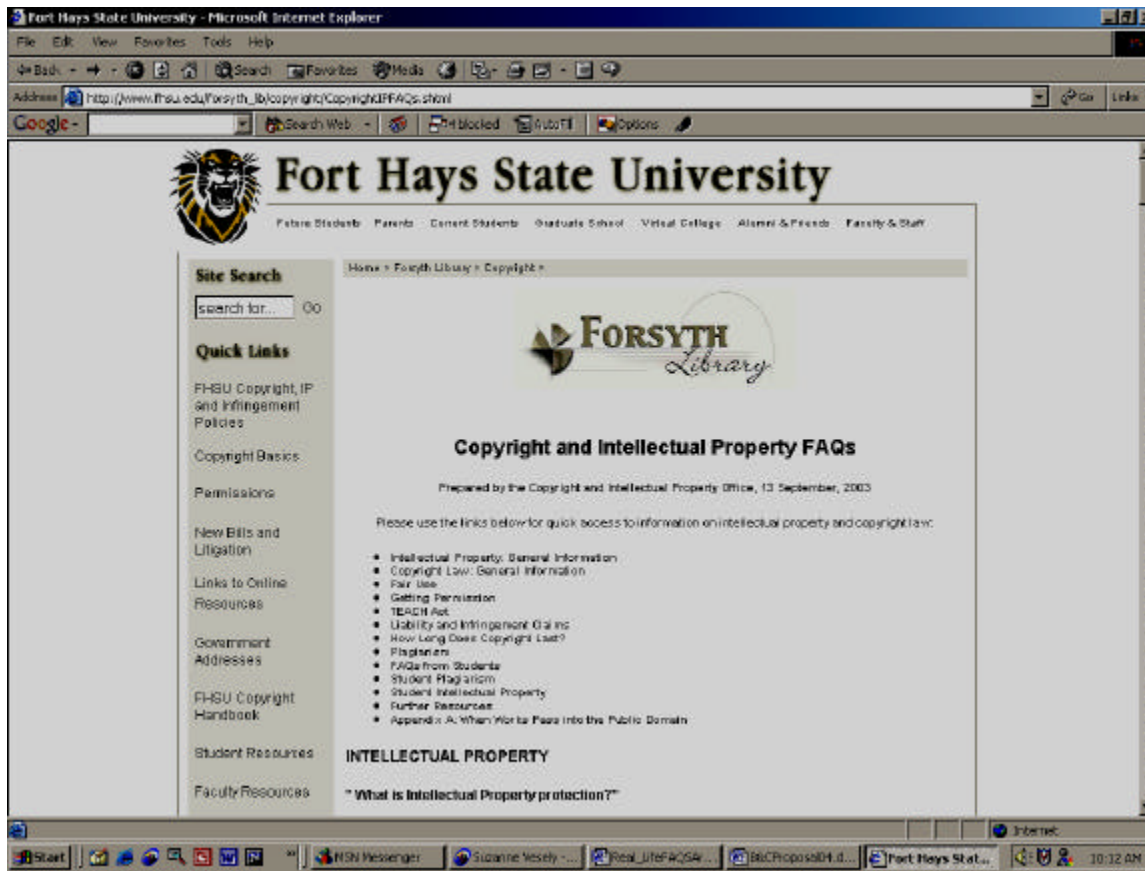 Fort Hays State University - Microsoft Internet Explorer
File Edit View Favorites Tools Help
Back Search Favorites Media
Address http://www.fhsu.edu/forsyth_lib/copyright/CopyrightIPFAQs.shtml Go Links
Google Search Web blocked AutoFill Options
Fort Hays State University
Future Students Parents Current Students Graduate School Virtual College Alumni & Friends Faculty & Staff
Site Search
search for... Go
Quick Links
FHSU Copyright, IP
and Infringement
Policies
Copyright Basics
Permissions
New Bills and
Litigation
Links to Online
Resources
Government
Addresses
FHSU Copyright
Handbook
Student Resources
Faculty Resources
Home > Forsyth Library > Copyright >
FORSYTH
Library
Copyright and Intellectual Property FAQs
Prepared by the Copyright and Intellectual Property Office, 13 September, 2003
Please use the links below for quick access to information on intellectual property and copyright law:
Intellectual Property: General Information
Copyright Law: General Information
Fair Use
Getting Permission
TEACH Act
Liability and Infringement Claims
How Long Does Copyright Last?
Plagiarism
FAQs from Students
Student Plagiarism
Student Intellectual Property
Further Resources
Appendix A: When Works Pass into the Public Domain
INTELLECTUAL PROPERTY
" What is Intellectual Property protection?"
Internet
Start MSN Messenger Suzanne Vesely -... Real_LifeFAQSAr... Fort Hays Stat... 10:12 AM